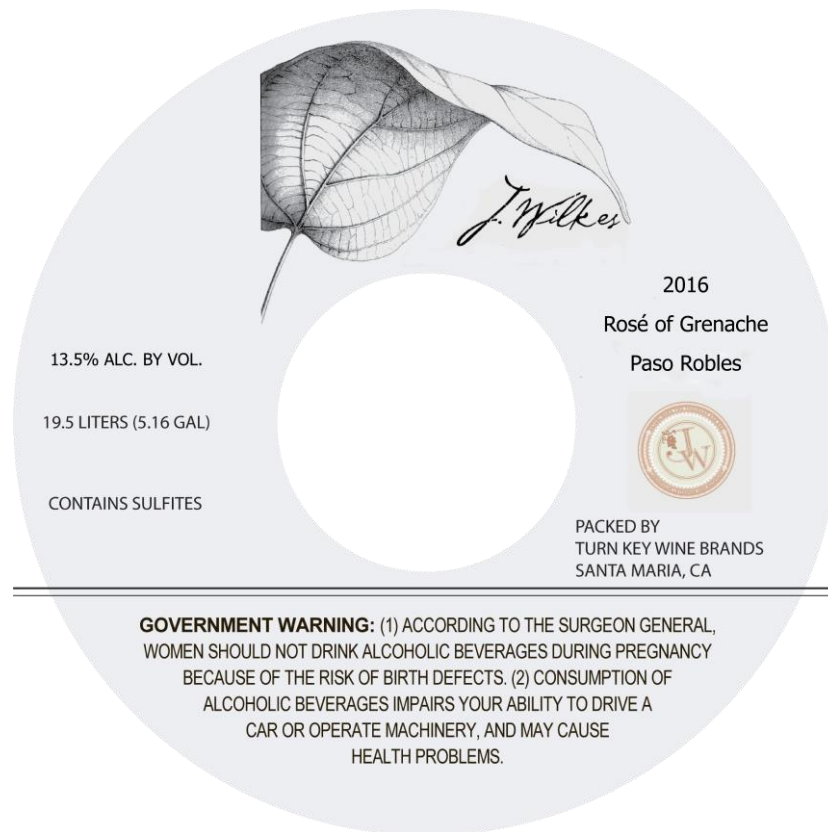 J. Wilkes
2016
Rosé of Grenache
Paso Robles
13.5% ALC. BY VOL.
19.5 LITERS (5.16 GAL)
CONTAINS SULFITES
JW
PACKED BY
TURN KEY WINE BRANDS
SANTA MARIA, CA
GOVERNMENT WARNING: (1) ACCORDING TO THE SURGEON GENERAL,
WOMEN SHOULD NOT DRINK ALCOHOLIC BEVERAGES DURING PREGNANCY
BECAUSE OF THE RISK OF BIRTH DEFECTS. (2) CONSUMPTION OF
ALCOHOLIC BEVERAGES IMPAIRS YOUR ABILITY TO DRIVE A
CAR OR OPERATE MACHINERY, AND MAY CAUSE
HEALTH PROBLEMS.